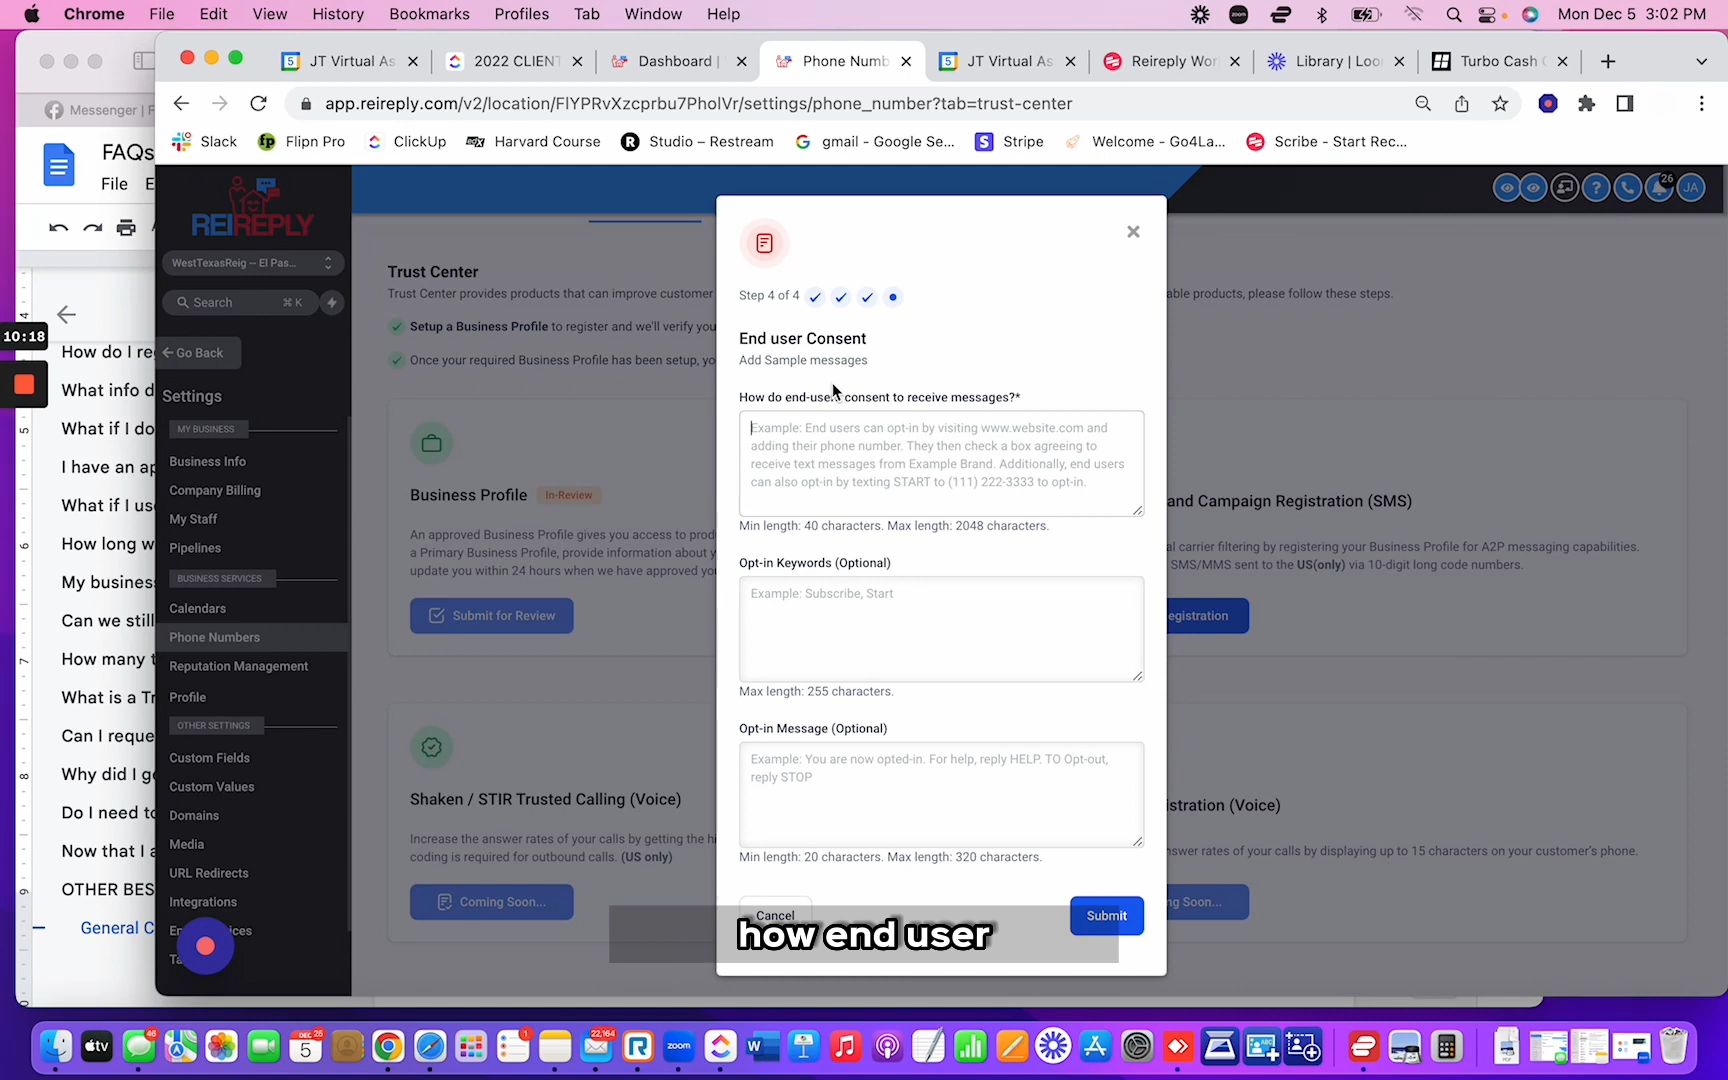 Chrome File Edit View History Bookmarks Profiles Tab Window Help
zoom
Mon Dec 5 3:02 PM
JT Virtual As
2022 CLIENT
Dashboard |
Phone Numb
JT Virtual As
Reireply Wor
Library | Loom
Turbo Cash
app.reireply.com/v2/location/FlYPRvXzcprbu7PholVr/settings/phone_number?tab=trust-center
Slack
Flipn Pro
ClickUp
Harvard Course
Studio – Restream
gmail - Google Se...
Stripe
Welcome - Go4La...
Scribe - Start Rec...
Messenger | F
FAQs
File E
10:18
How do I re
What info d
What if I do
I have an ap
What if I us
How long w
My busines
Can we still
How many t
What is a Tr
Can I reque
Why did I g
Do I need to
Now that I a
OTHER BES
General C
REIREPLY
WestTexasReig -- El Pas...
Search ⌘ K
Go Back
Settings
MY BUSINESS
Business Info
Company Billing
My Staff
Pipelines
BUSINESS SERVICES
Calendars
Phone Numbers
Reputation Management
Profile
OTHER SETTINGS
Custom Fields
Custom Values
Domains
Media
URL Redirects
Integrations
26
JA
Trust Center
Trust Center provides products that can improve customer
able products, please follow these steps.
Setup a Business Profile to register and we'll verify you
Once your required Business Profile has been setup, yo
Business Profile In-Review
An approved Business Profile gives you access to prod
a Primary Business Profile, provide information about y
update you within 24 hours when we have approved yo
Submit for Review
and Campaign Registration (SMS)
al carrier filtering by registering your Business Profile for A2P messaging capabilities.
SMS/MMS sent to the US(only) via 10-digit long code numbers.
egistration
Shaken / STIR Trusted Calling (Voice)
Increase the answer rates of your calls by getting the hi
coding is required for outbound calls. (US only)
Coming Soon...
istration (Voice)
nswer rates of your calls by displaying up to 15 characters on your customer's phone.
ng Soon...
Step 4 of 4
End user Consent
Add Sample messages
How do end-users consent to receive messages?*
Example: End users can opt-in by visiting www.website.com and
adding their phone number. They then check a box agreeing to
receive text messages from Example Brand. Additionally, end users
can also opt-in by texting START to (111) 222-3333 to opt-in.
Min length: 40 characters. Max length: 2048 characters.
Opt-in Keywords (Optional)
Example: Subscribe, Start
Max length: 255 characters.
Opt-in Message (Optional)
Example: You are now opted-in. For help, reply HELP. TO Opt-out,
reply STOP
Min length: 20 characters. Max length: 320 characters.
Cancel
Submit
how end user
tv
46
DEC 25
5
1
22,164
zoom